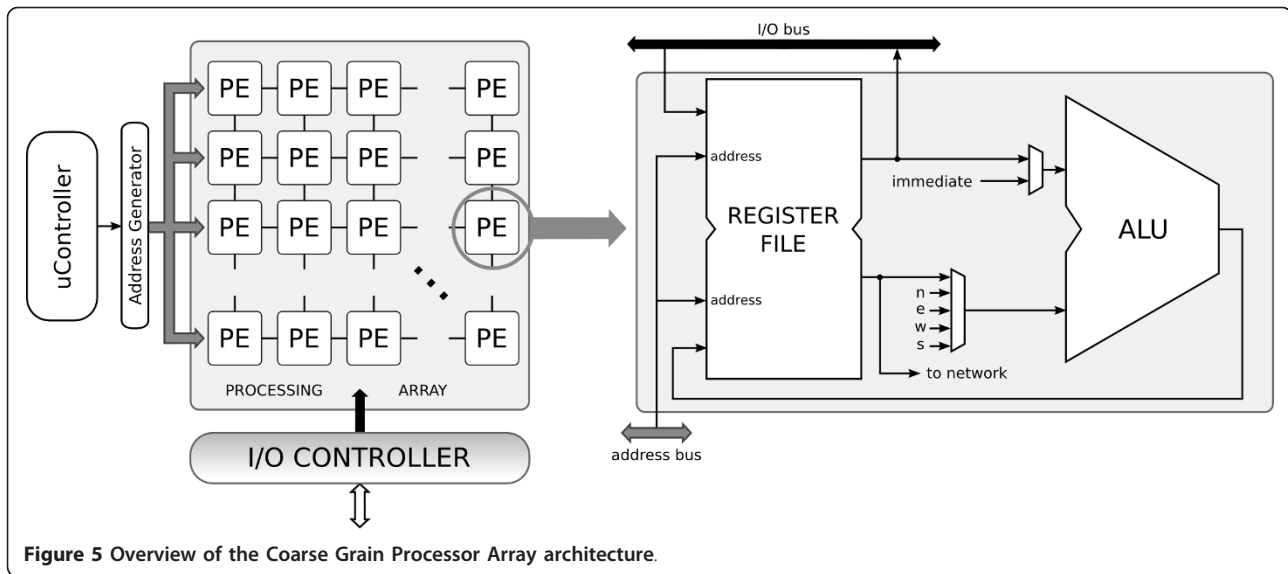 uController
Address Generator
PE PE PE PE
PE PE PE PE
PE PE PE PE
PE PE PE PE
PROCESSING ARRAY
I/O CONTROLLER
I/O bus
address
immediate
REGISTER
FILE
ALU
address
n
e
w
s
to network
address bus
Figure 5 Overview of the Coarse Grain Processor Array architecture.